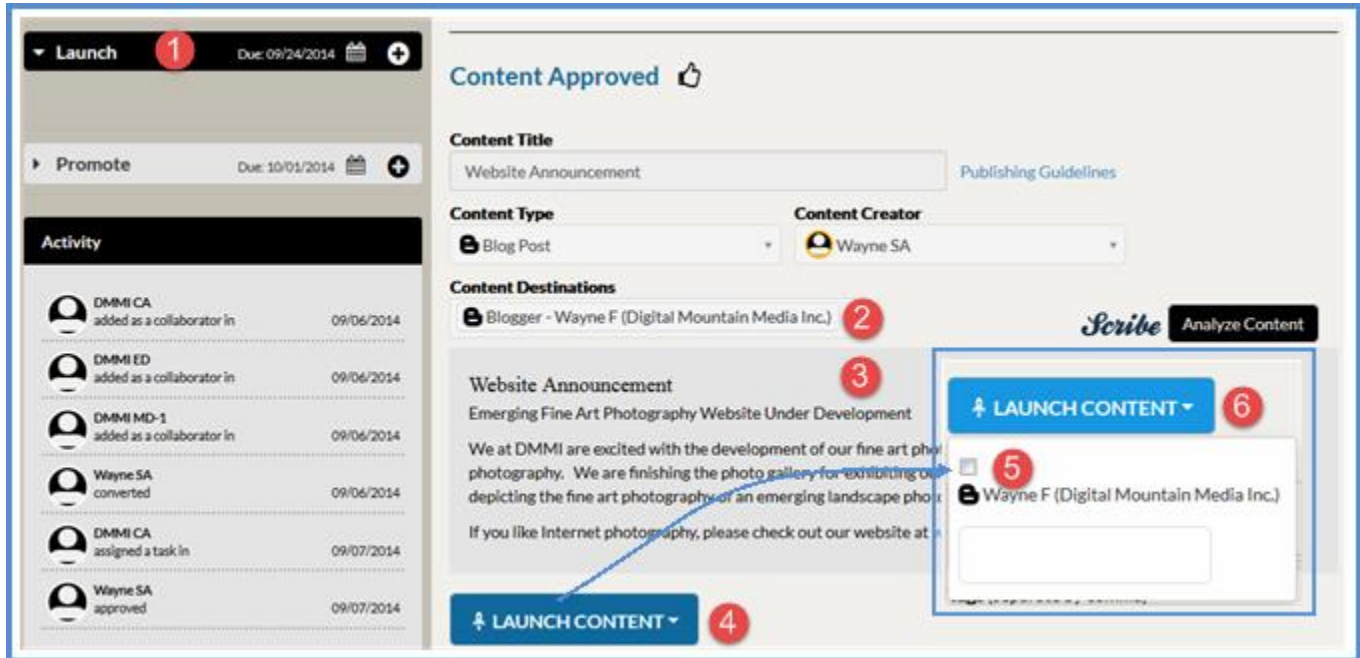 Launch 1 Due: 09/24/2014
Promote Due: 10/01/2014
Activity
DMMI CA
added as a collaborator in 09/06/2014
DMMI ED
added as a collaborator in 09/06/2014
DMMI MD-1
added as a collaborator in 09/06/2014
Wayne SA
converted 09/06/2014
DMMI CA
assigned a task in 09/07/2014
Wayne SA
approved 09/07/2014
Content Approved
Content Title
Website Announcement Publishing Guidelines
Content Type Content Creator
Blog Post Wayne SA
Content Destinations
Blogger - Wayne F (Digital Mountain Media Inc.) 2
Scribe Analyze Content
Website Announcement 3
Emerging Fine Art Photography Website Under Development
We at DMMI are excited with the development of our fine art
photography. We are finishing the photo gallery for exhibiting
depicting the fine art photography of an emerging landscape
If you like Internet photography, please check out our website at
LAUNCH CONTENT 4
LAUNCH CONTENT 6
5
Wayne F (Digital Mountain Media Inc.)